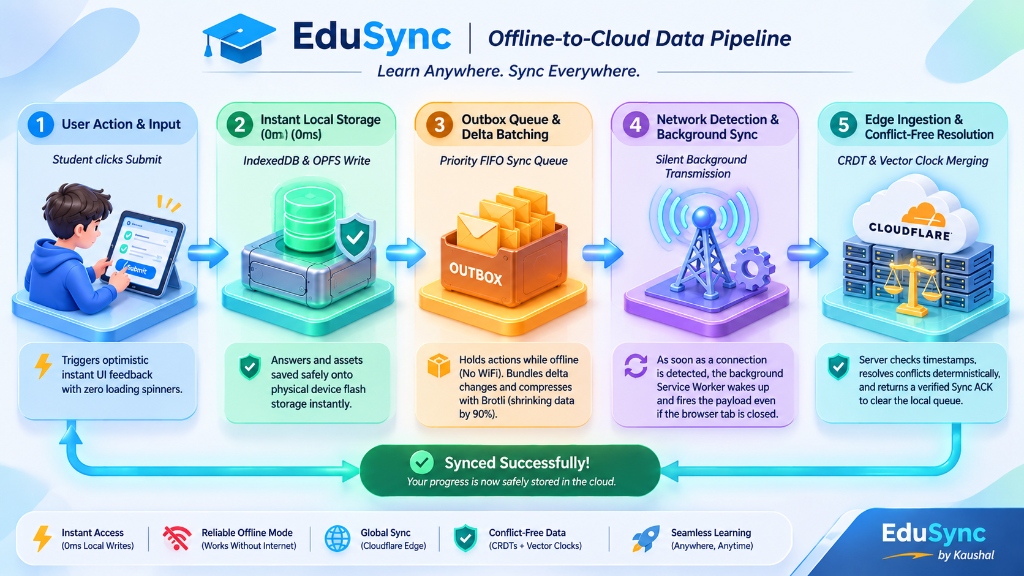 EduSync | Offline-to-Cloud Data Pipeline
Learn Anywhere. Sync Everywhere.
1 User Action & Input
Student clicks Submit
Submit
Triggers optimistic
instant UI feedback
with zero loading spinners.
2 Instant Local Storage
(0ms) (0ms)
IndexedDB & OPFS Write
Answers and assets
saved safely onto
physical device flash
storage instantly.
3 Outbox Queue &
Delta Batching
Priority FIFO Sync Queue
OUTBOX
Holds actions while offline
(No WiFi). Bundles delta
changes and compresses
with Brotli (shrinking data
by 90%).
4 Network Detection &
Background Sync
Silent Background
Transmission
As soon as a connection
is detected, the background
Service Worker wakes up
and fires the payload even
if the browser tab is closed.
5 Edge Ingestion &
Conflict-Free Resolution
CRDT & Vector Clock Merging
CLOUDFLARE
Server checks timestamps,
resolves conflicts determnistically,
and returns a verified Sync ACK
to clear the local queue.
Synced Successfully!
Your progress is now safely stored in the cloud.
Instant Access
(0ms Local Writes)
Reliable Offline Mode
(Works Without Internet)
Global Sync
(Cloudflare Edge)
Conflict-Free Data
(CRDTs + Vector Clocks)
Seamless Learning
(Anywhere, Anytime)
EduSync
by Kaushal